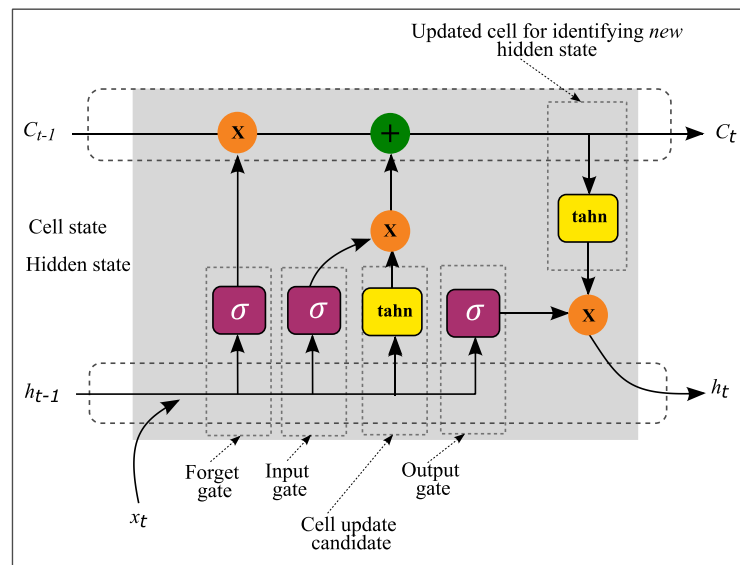 Updated cell for identifying new
hidden state
C_{t-1}
X
+
C_t
Cell state
Hidden state
X
tahn
σ
σ
tahn
σ
X
h_{t-1}
h_t
x_t
Forget
gate
Input
gate
Output
gate
Cell update
candidate